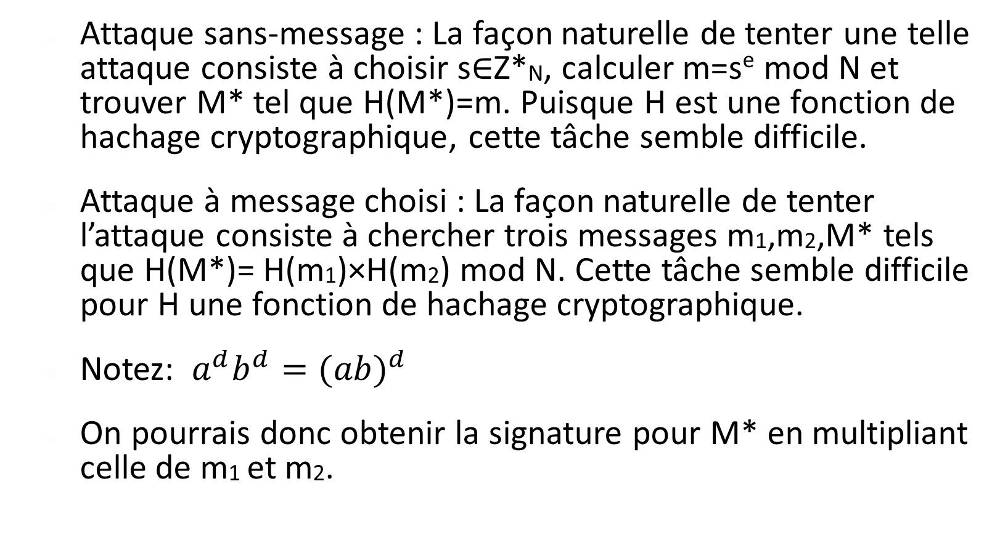 Attaque sans-message : La façon naturelle de tenter une telle
attaque consiste à choisir s∈Z*N, calculer m=sᵉ mod N et
trouver M* tel que H(M*)=m. Puisque H est une fonction de
hachage cryptographique, cette tâche semble difficile.
Attaque à message choisi : La façon naturelle de tenter
l’attaque consiste à chercher trois messages m₁,m₂,M* tels
que H(M*)= H(m₁)×H(m₂) mod N. Cette tâche semble difficile
pour H une fonction de hachage cryptographique.
Notez: 𝑎ᵈ𝑏ᵈ = (𝑎𝑏)ᵈ
On pourrais donc obtenir la signature pour M* en multipliant
celle de m₁ et m₂.